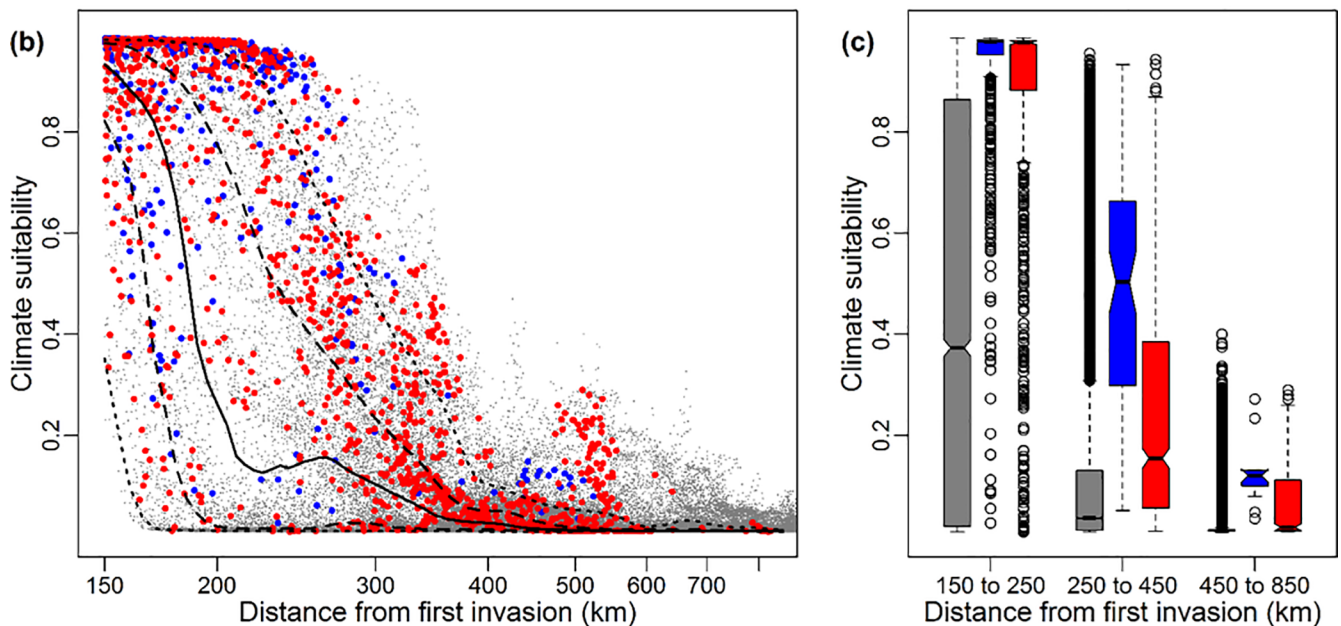 (b)
Climate suitability
0.8
0.6
0.4
0.2
150 200 300 400 500 600 700
Distance from first invasion (km)
(c)
Climate suitability
0.8
0.6
0.4
0.2
150 to 250 250 to 450 450 to 850
Distance from first invasion (km)